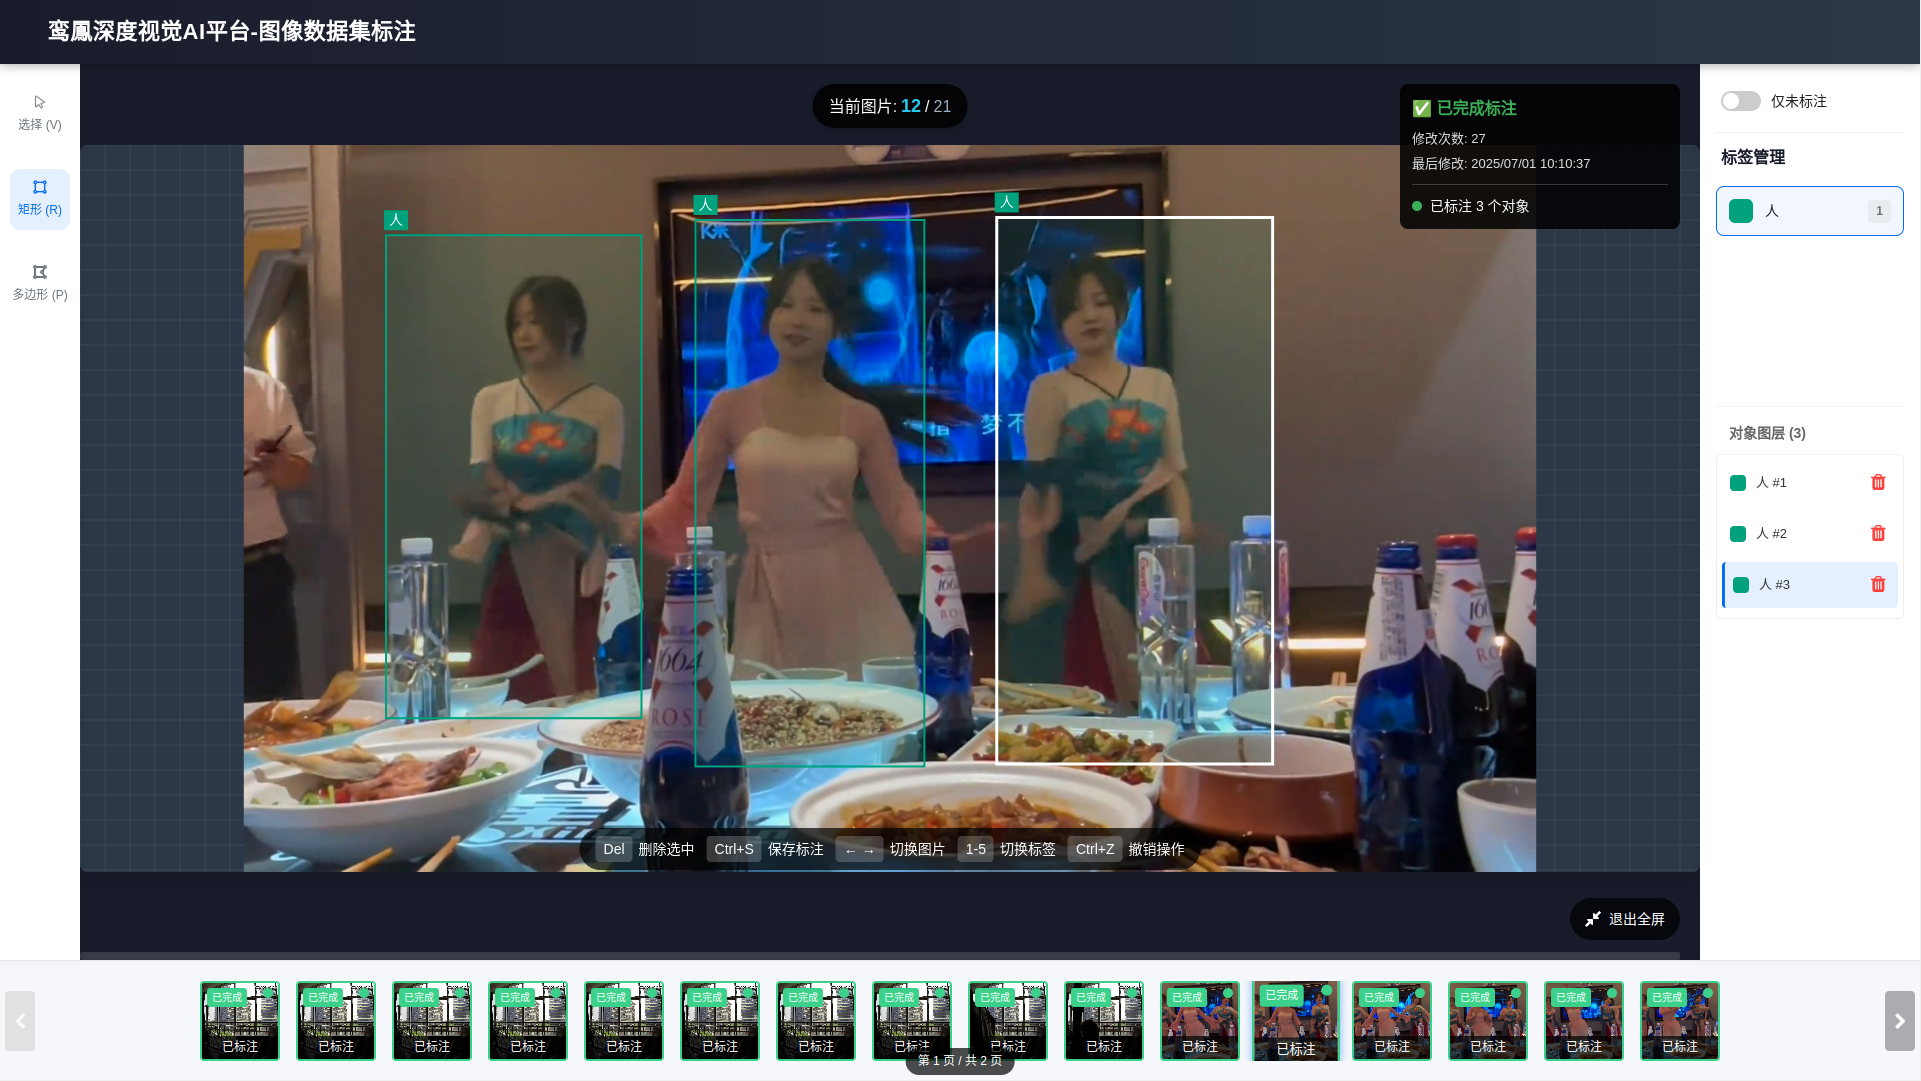 鸾鳳深度视觉AI平台-图像数据集标注
选择 (V)
矩形 (R)
多边形 (P)
当前图片: 12 / 21
✅ 已完成标注
修改次数: 27
最后修改: 2025/07/01 10:10:37
已标注 3 个对象
人
人
人
K米
梦不
1664
ROSE
Del 删除选中 Ctrl+S 保存标注 ← → 切换图片 1-5 切换标签 Ctrl+Z 撤销操作
退出全屏
仅未标注
标签管理
人 1
对象图层 (3)
人 #1
人 #2
人 #3
已完成 已完成 已完成 已完成 已完成 已完成 已完成 已完成 已完成 已完成 已完成 已完成 已完成 已完成 已完成 已完成
已标注 已标注 已标注 已标注 已标注 已标注 已标注 已标注 已标注 已标注 已标注 已标注 已标注 已标注 已标注 已标注
第 1 页 / 共 2 页